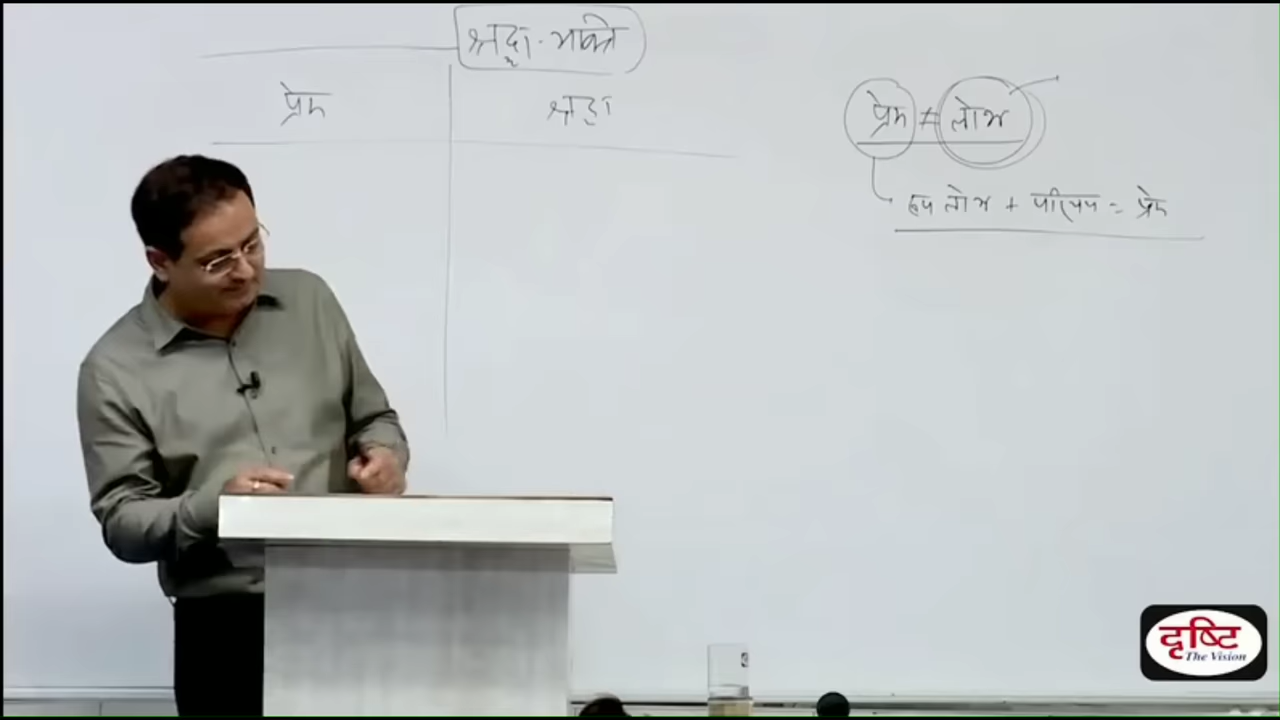 श्रद्धा-भक्ति
प्रेम श्रद्धा
प्रेम ≠ लोभ
रूप लोभ + परिचय = प्रेम
दृष्टि
The Vision